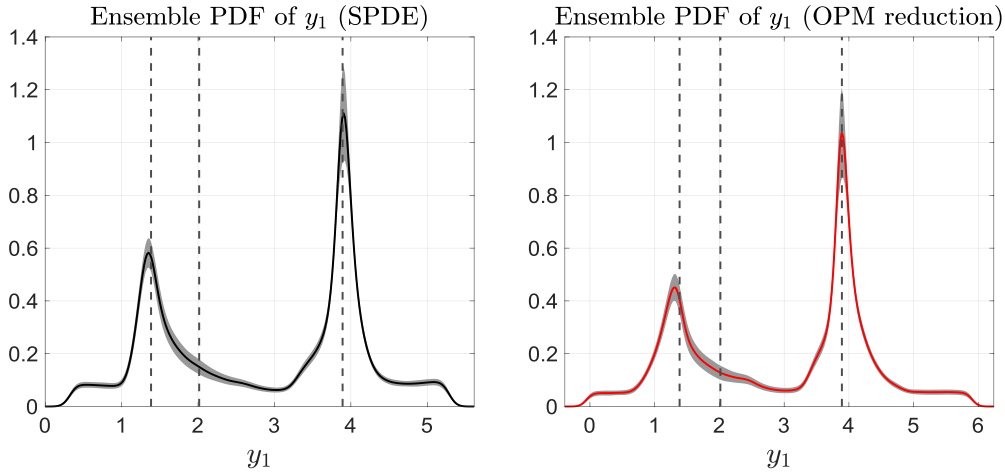 Ensemble PDF of y₁ (SPDE)
1.4
1.2
1
0.8
0.6
0.4
0.2
0
0 1 2 3 4 5
y₁
Ensemble PDF of y₁ (OPM reduction)
1.4
1.2
1
0.8
0.6
0.4
0.2
0
0 1 2 3 4 5 6
y₁